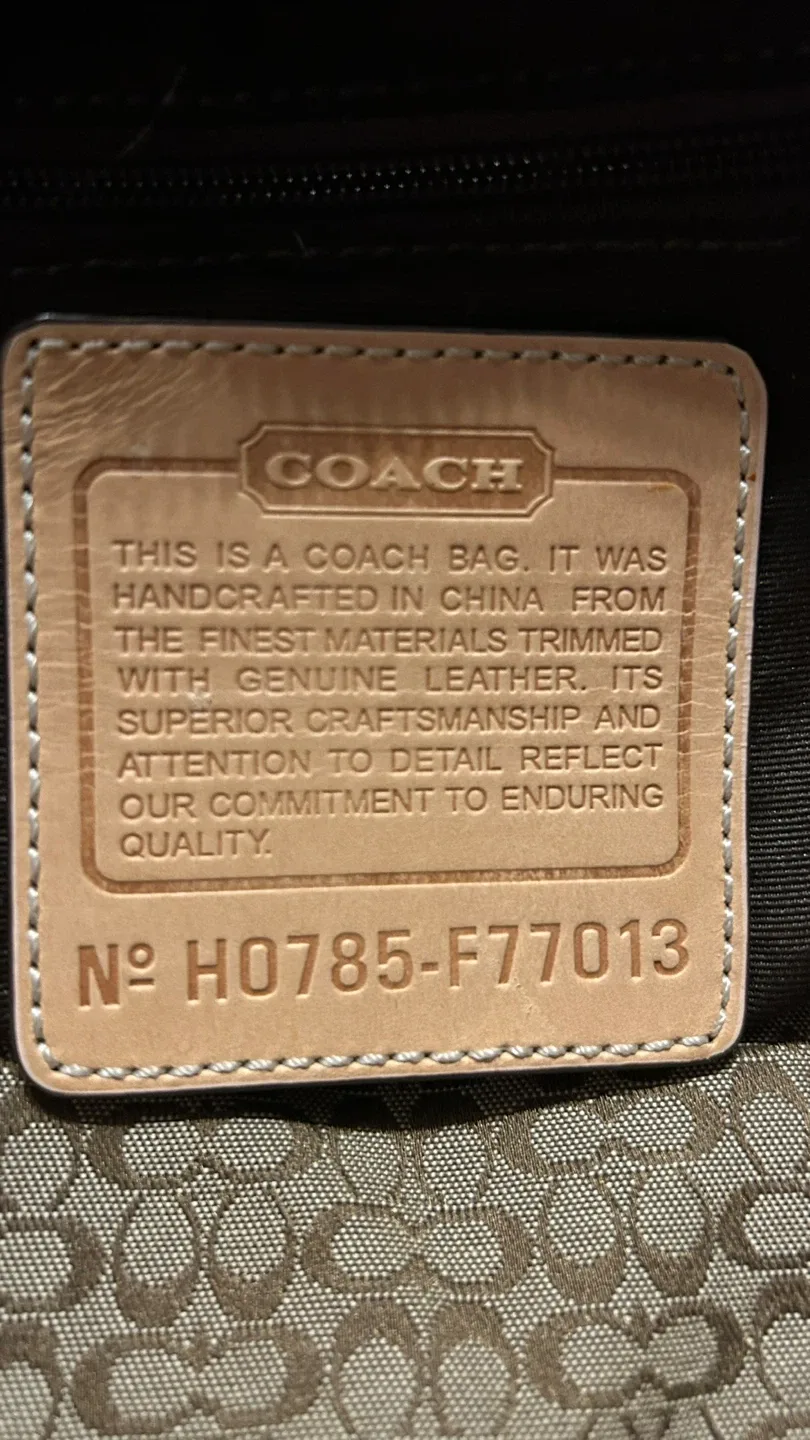 COACH
THIS IS A COACH BAG. IT WAS
HANDCRAFTED IN CHINA FROM
THE FINEST MATERIALS TRIMMED
WITH GENUINE LEATHER. ITS
SUPERIOR CRAFTSMANSHIP AND
ATTENTION TO DETAIL REFLECT
OUR COMMITMENT TO ENDURING
QUALITY.
Nº H0785-F77013